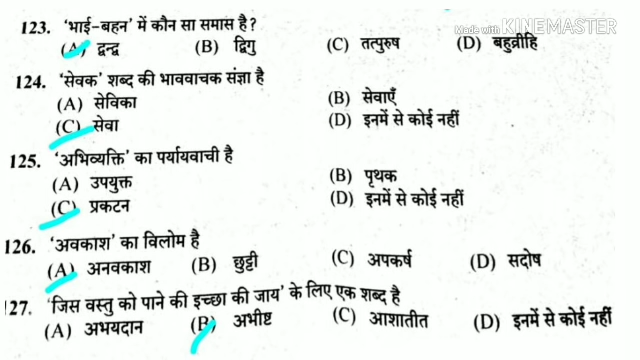 Made with KINEMASTER
123. 'भाई-बहन' में कौन सा समास है?
(A) द्वन्द्व (B) द्विगु (C) तत्पुरुष (D) बहुव्रीहि
124. 'सेवक' शब्द की भाववाचक संज्ञा है
(A) सेविका (B) सेवाएँ
(C) सेवा (D) इनमें से कोई नहीं
125. 'अभिव्यक्ति' का पर्यायवाची है
(A) उपयुक्त (B) पृथक
(C) प्रकटन (D) इनमें से कोई नहीं
126. 'अवकाश' का विलोम है
(A) अनवकाश (B) छुट्टी (C) अपकर्ष (D) सदोष
127. 'जिस वस्तु को पाने की इच्छा की जाय' के लिए एक शब्द है
(A) अभयदान (B) अभीष्ट (C) आशातीत (D) इनमें से कोई नहीं